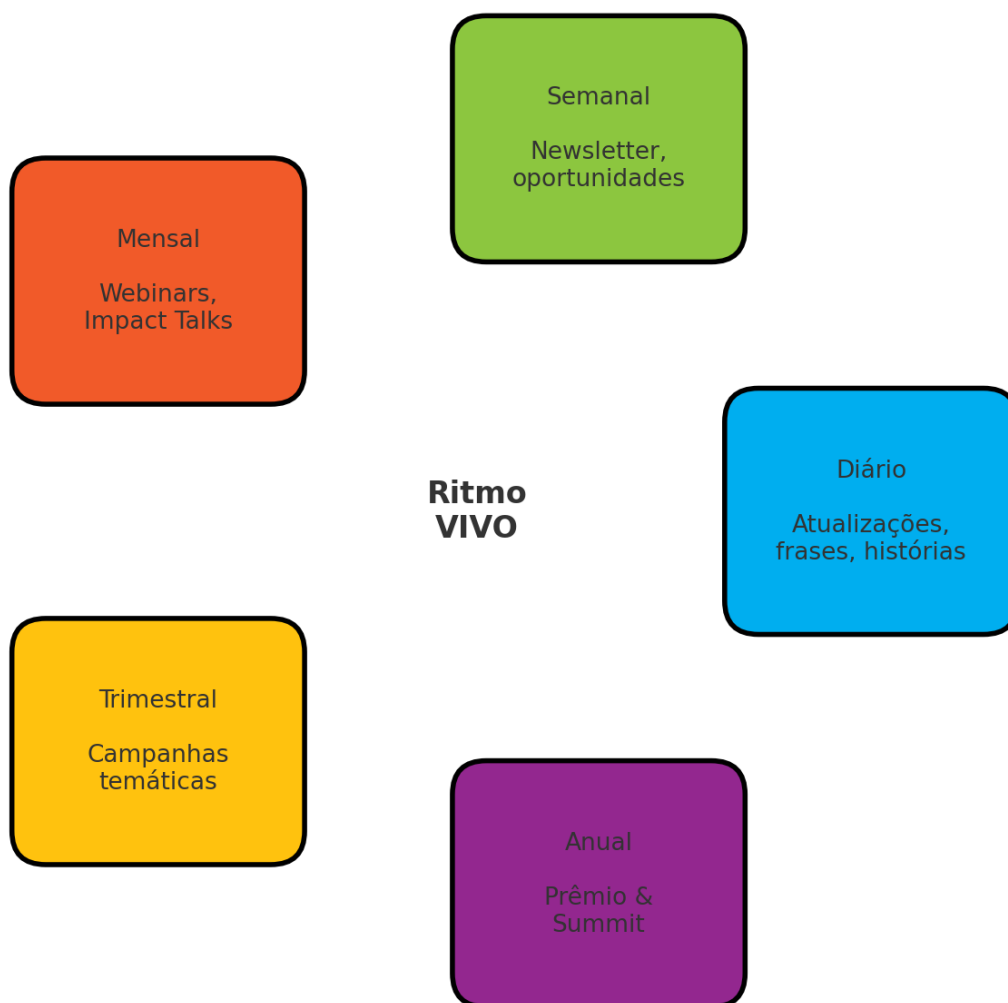 Semanal
Newsletter,
oportunidades
Mensal
Webinars,
Impact Talks
Diário
Atualizações,
frases, histórias
Ritmo
VIVO
Trimestral
Campanhas
temáticas
Anual
Prêmio &
Summit